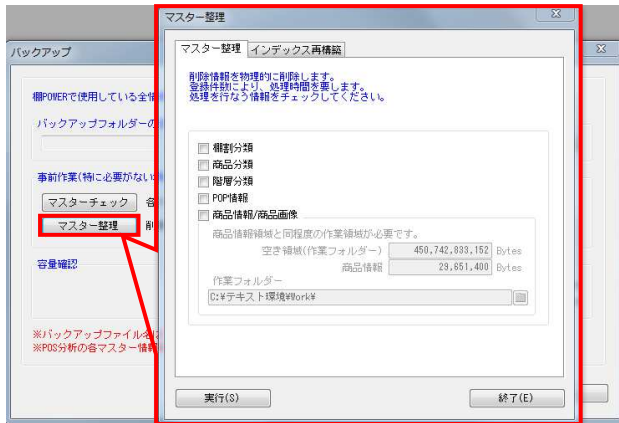 マスター整理
バックアップ
マスター整理 インデックス再構築
削除情報を物理的に削除します。
登録件数により、処理時間を要します。
処理を行なう情報をチェックしてください。
棚POWERで使用している全情
バックアップフォルダーの
棚割分類
商品分類
階層分類
POP情報
商品情報/商品画像
事前作業(特に必要がない
マスターチェック 各
マスター整理 削
商品情報領域と同程度の作業領域が必要です。
空き領域(作業フォルダー) 450,742,833,152 Bytes
商品情報 29,651,400 Bytes
作業フォルダー
C:¥テキスト環境¥Work¥
容量確認
※バックアップファイル名に
※POS分析の各マスター情報
実行(S) 終了(E)